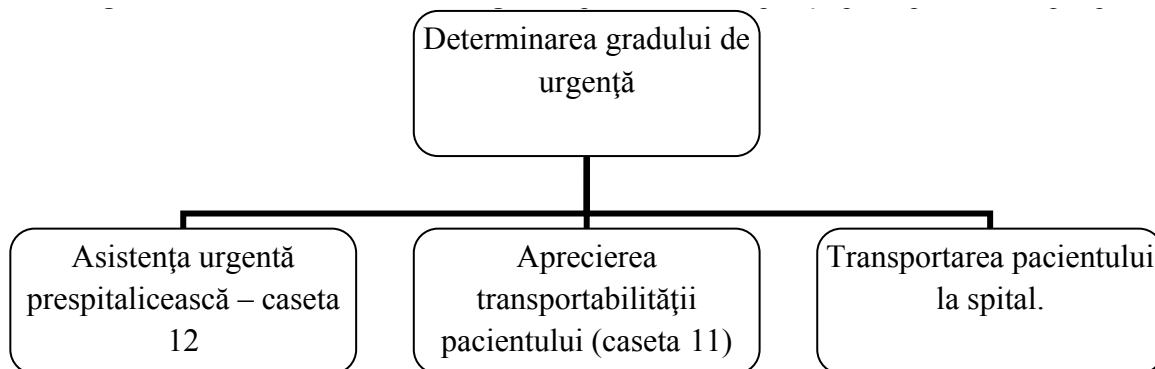 Determinarea gradului de
urgenţă
Asistenţa urgentă
prespitalicească – caseta
12
Aprecierea
transportabilităţii
pacientului (caseta 11)
Transportarea pacientului
la spital.